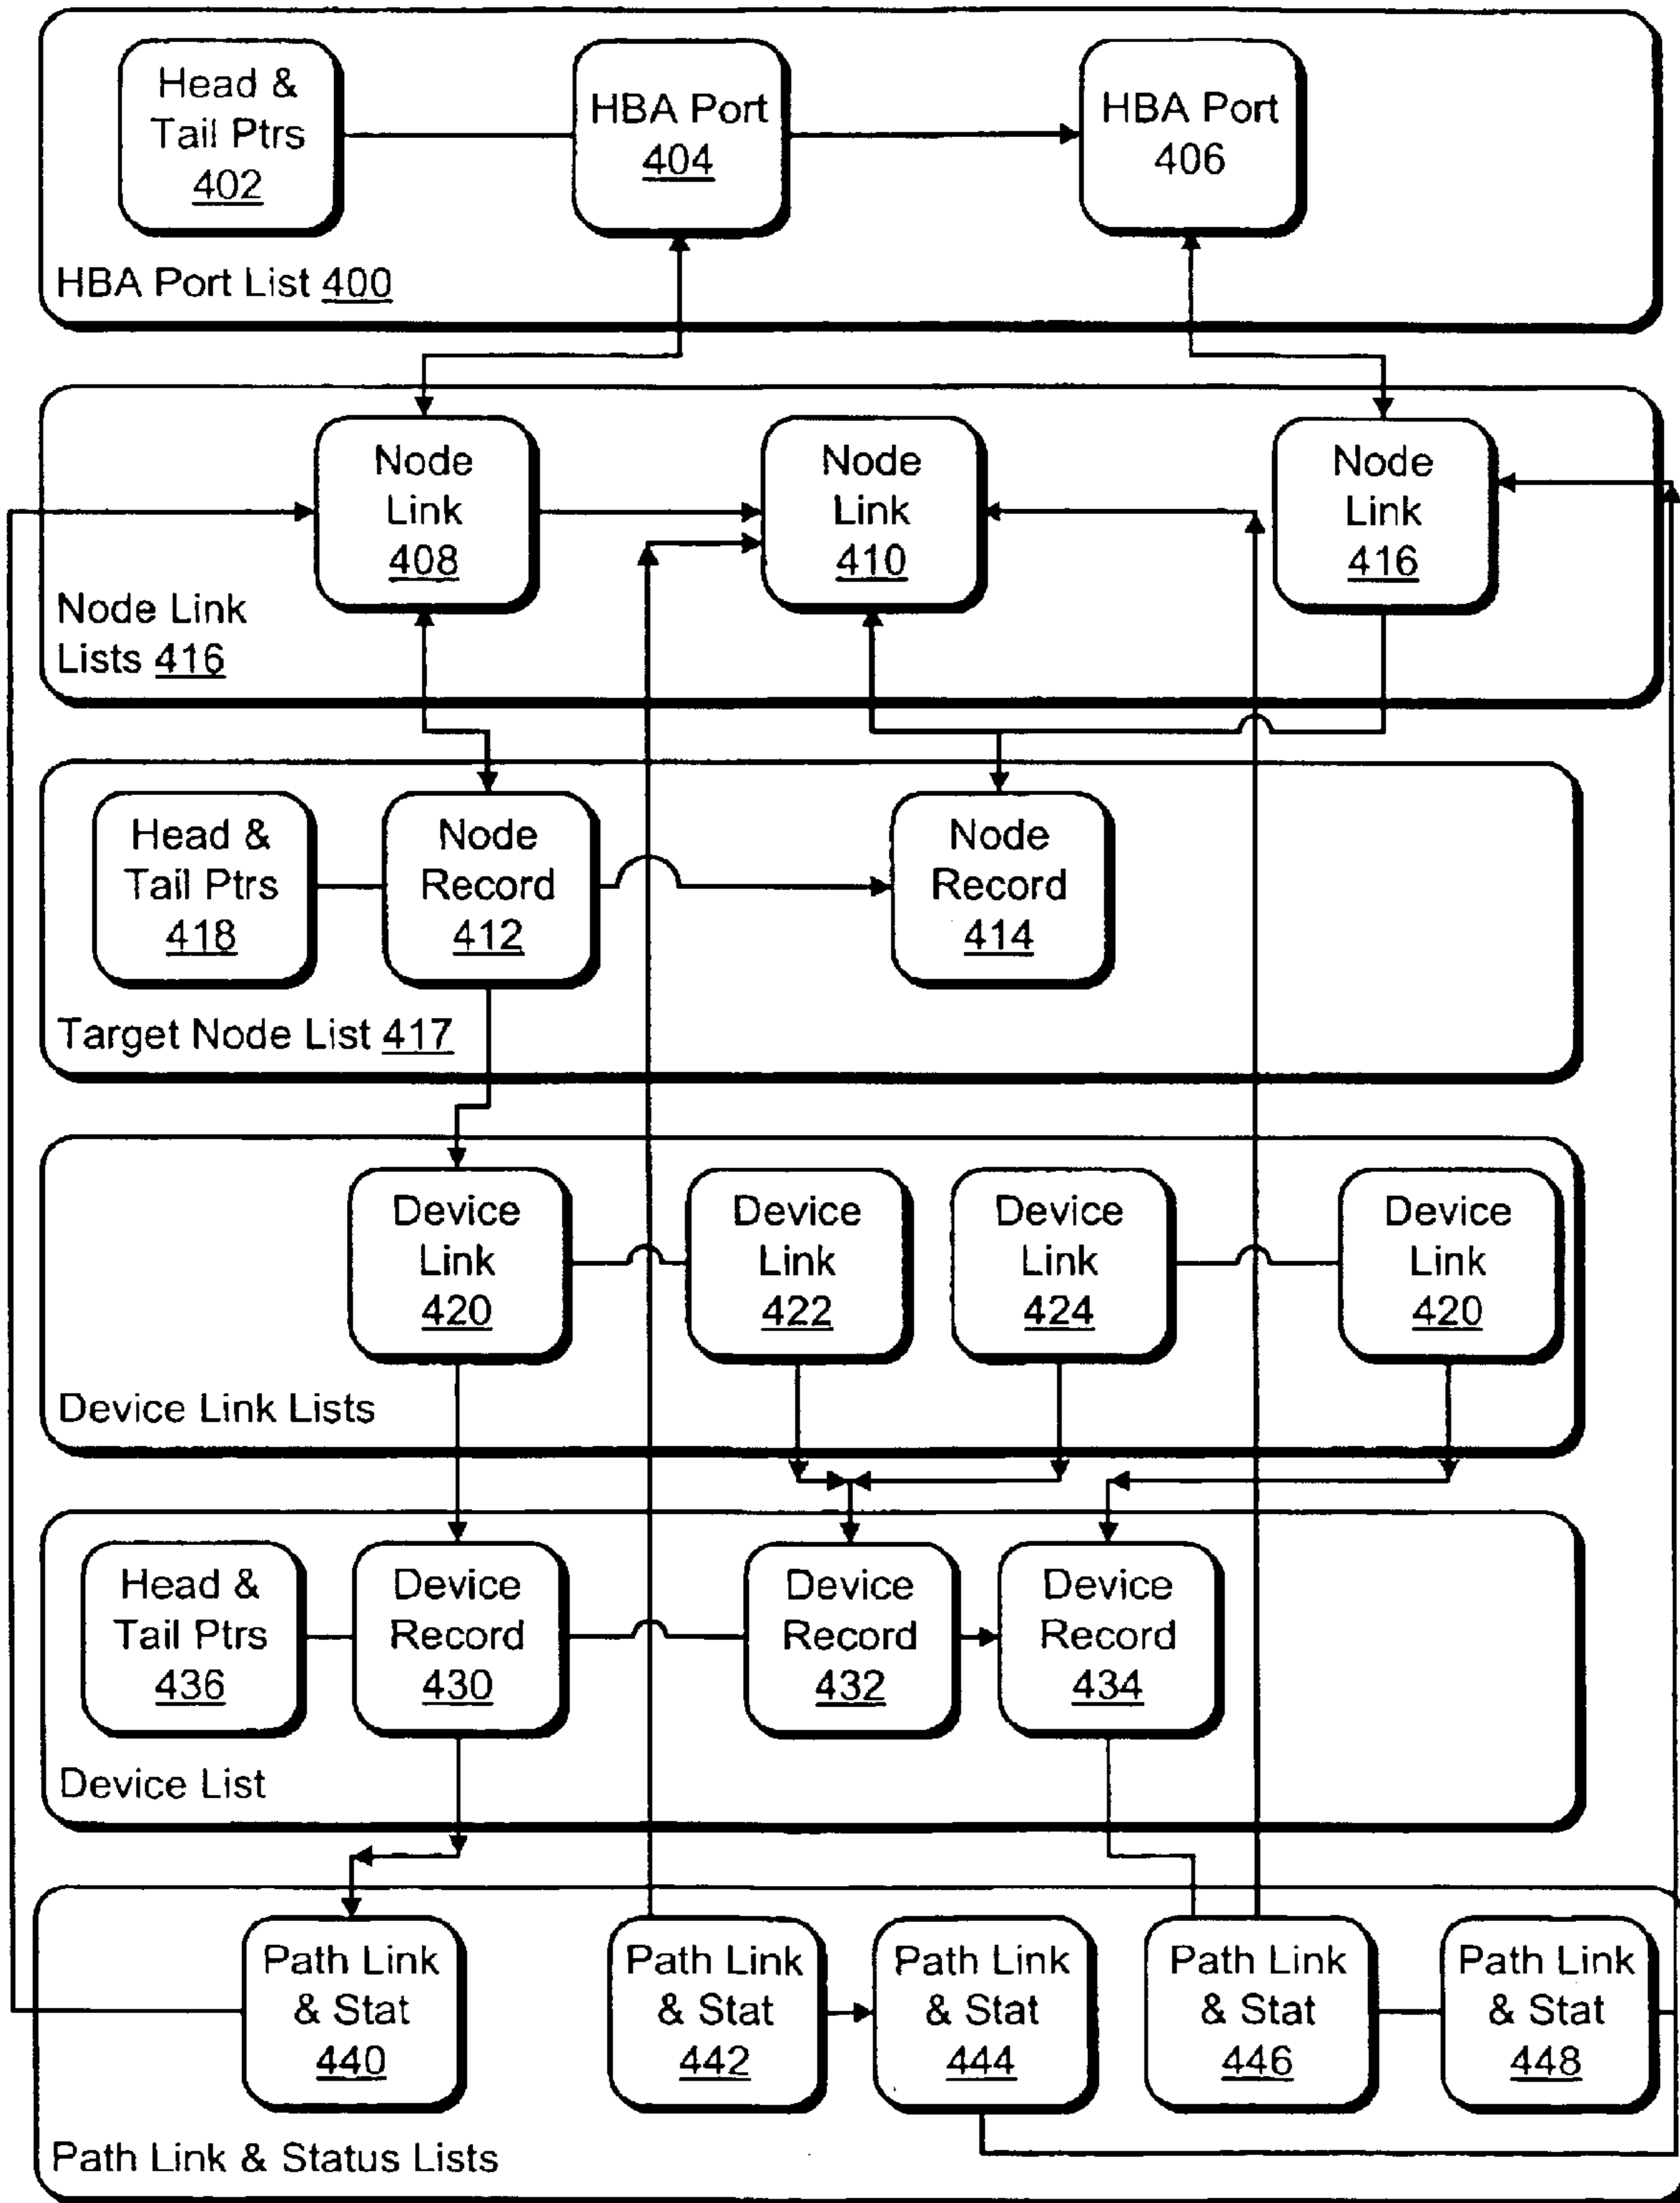 Head &
Tail Ptrs
402
HBA Port
404
HBA Port
406
HBA Port List 400
Node
Link
408
Node
Link
410
Node
Link
416
Node Link
Lists 416
Head &
Tail Ptrs
418
Node
Record
412
Node
Record
414
Target Node List 417
Device
Link
420
Device
Link
422
Device
Link
424
Device
Link
420
Device Link Lists
Head &
Tail Ptrs
436
Device
Record
430
Device
Record
432
Device
Record
434
Device List
Path Link
& Stat
440
Path Link
& Stat
442
Path Link
& Stat
444
Path Link
& Stat
446
Path Link
& Stat
448
Path Link & Status Lists